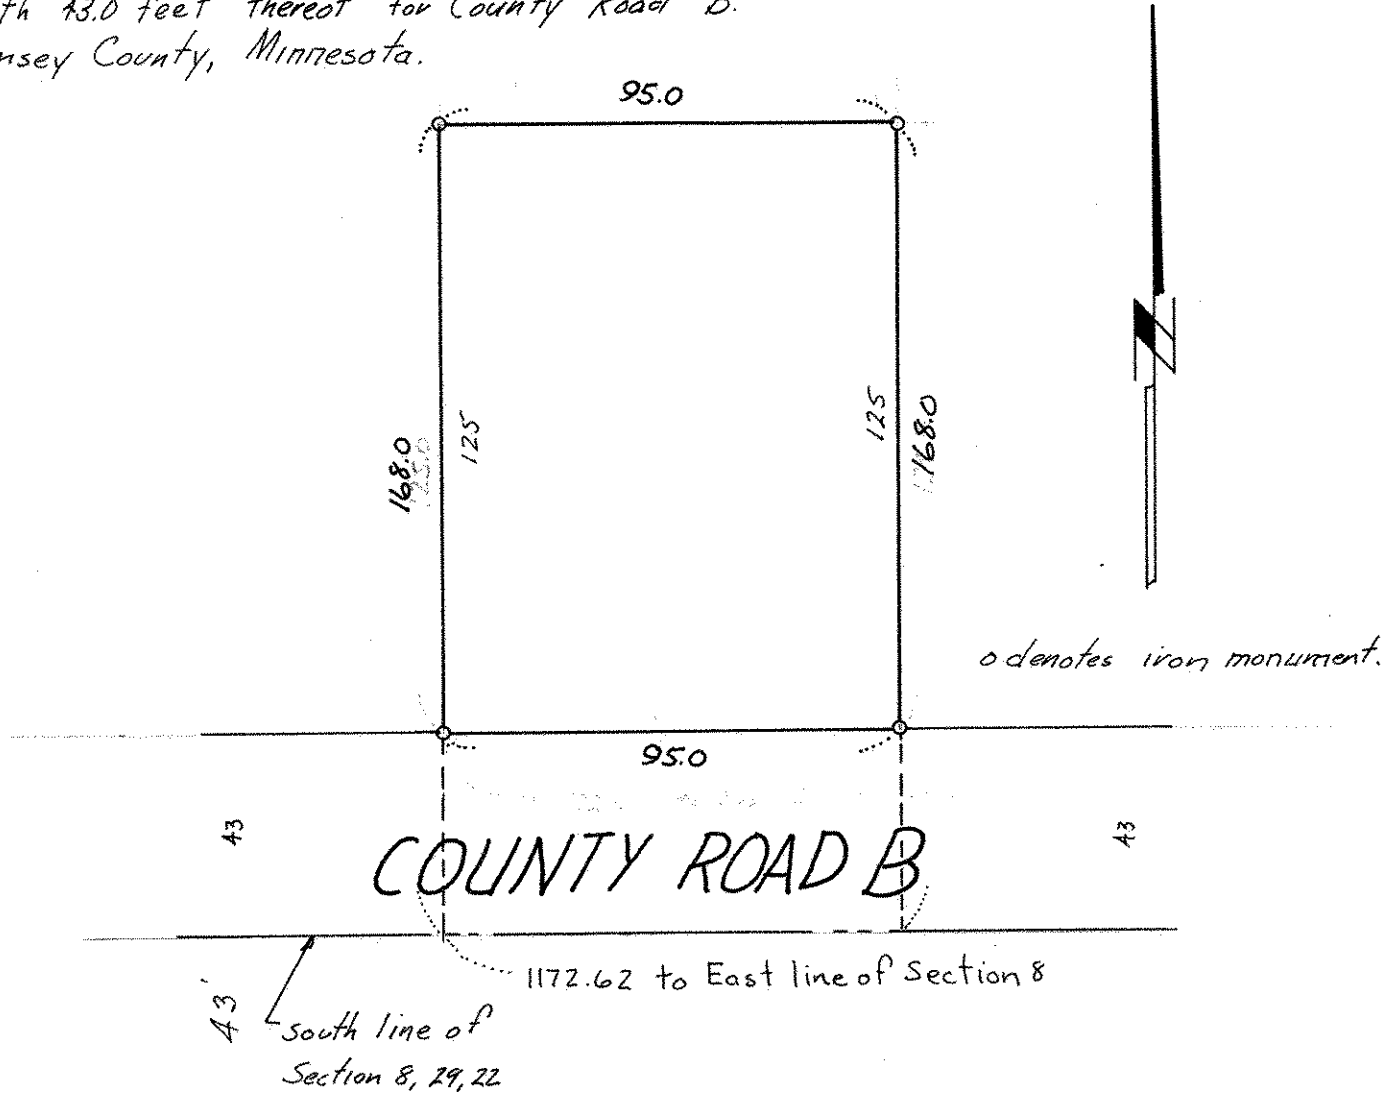 43.0 feet thereof for County Road B.
County, Minnesota.
95.0
168.0
125
125
168.0
o denotes iron monument.
95.0
43
43
COUNTY ROAD B
1172.62 to East line of Section 8
43'
South line of
Section 8, 29, 22